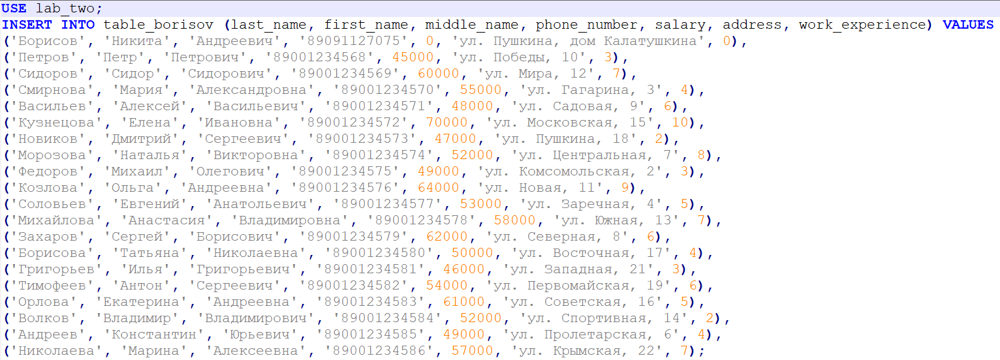 USE lab_two;
INSERT INTO table_borisov (last_name, first_name, middle_name, phone_number, salary, address, work_experience) VALUES
('Борисов', 'Никита', 'Андреевич', '89091127075', 0, 'ул. Пушкина, дом Калатушкина', 0),
('Петров', 'Петр', 'Петрович', '89001234568', 45000, 'ул. Победы, 10', 3),
('Сидоров', 'Сидор', 'Сидорович', '89001234569', 60000, 'ул. Мира, 12', 7),
('Смирнова', 'Мария', 'Александровна', '89001234570', 55000, 'ул. Гагарина, 3', 4),
('Васильев', 'Алексей', 'Васильевич', '89001234571', 48000, 'ул. Садовая, 9', 6),
('Кузнецова', 'Елена', 'Ивановна', '89001234572', 70000, 'ул. Московская, 15', 10),
('Новиков', 'Дмитрий', 'Сергеевич', '89001234573', 47000, 'ул. Пушкина, 18', 2),
('Морозова', 'Наталья', 'Викторовна', '89001234574', 52000, 'ул. Центральная, 7', 8),
('Федоров', 'Михаил', 'Олегович', '89001234575', 49000, 'ул. Комсомольская, 2', 3),
('Козлова', 'Ольга', 'Андреевна', '89001234576', 64000, 'ул. Новая, 11', 9),
('Соловьев', 'Евгений', 'Анатольевич', '89001234577', 53000, 'ул. Заречная, 4', 5),
('Михайлова', 'Анастасия', 'Владимировна', '89001234578', 58000, 'ул. Южная, 13', 7),
('Захаров', 'Сергей', 'Борисович', '89001234579', 62000, 'ул. Северная, 8', 6),
('Борисова', 'Татьяна', 'Николаевна', '89001234580', 50000, 'ул. Восточная, 17', 4),
('Григорьев', 'Илья', 'Григорьевич', '89001234581', 46000, 'ул. Западная, 21', 3),
('Тимофеев', 'Антон', 'Сергеевич', '89001234582', 54000, 'ул. Первомайская, 19', 6),
('Орлова', 'Екатерина', 'Андреевна', '89001234583', 61000, 'ул. Советская, 16', 5),
('Волков', 'Владимир', 'Владимирович', '89001234584', 52000, 'ул. Спортивная, 14', 2),
('Андреев', 'Константин', 'Юрьевич', '89001234585', 49000, 'ул. Пролетарская, 6', 4),
('Николаева', 'Марина', 'Алексеевна', '89001234586', 57000, 'ул. Крымская, 22', 7);